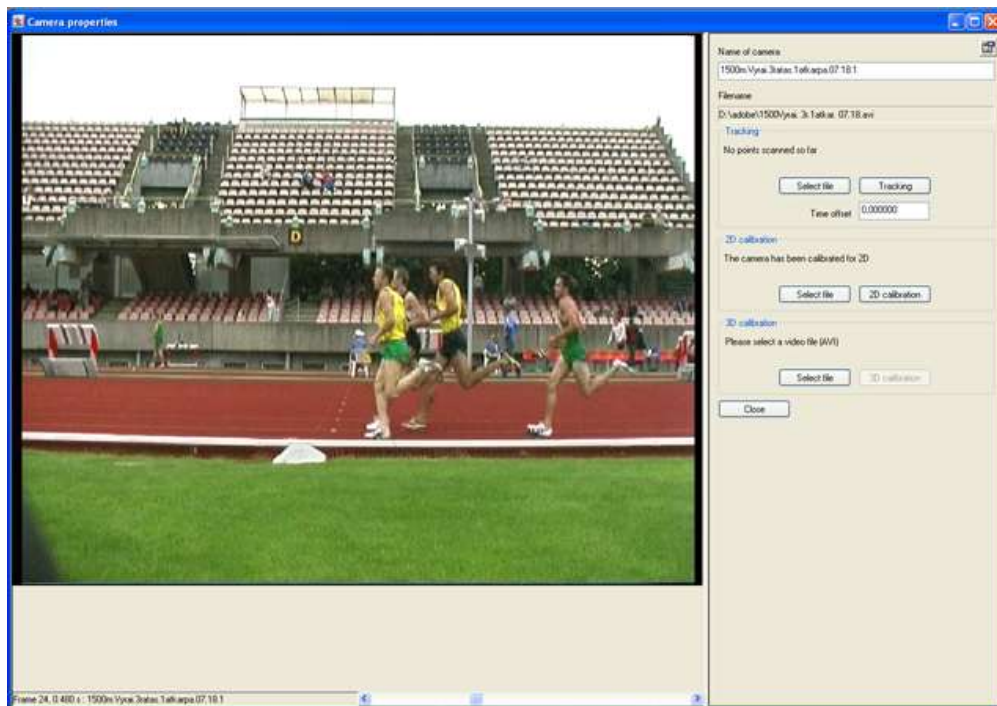 Camera properties
Name of camera
1500m.Vyrai.3ratas.1atkarpa.07.18.1
Filename
D:\adobe\1500Vyrai. 3r.1atkar. 07.18.avi
Tracking
No points scanned so far
Select file
Tracking
Time offset
0.000000
2D calibration
The camera has been calibrated for 2D
Select file
2D calibration
3D calibration
Please select a video file (AVI)
Select file
3D calibration
Close
D
Frame 24, 0.480 s : 1500m.Vyrai.3ratas.1atkarpa.07.18.1